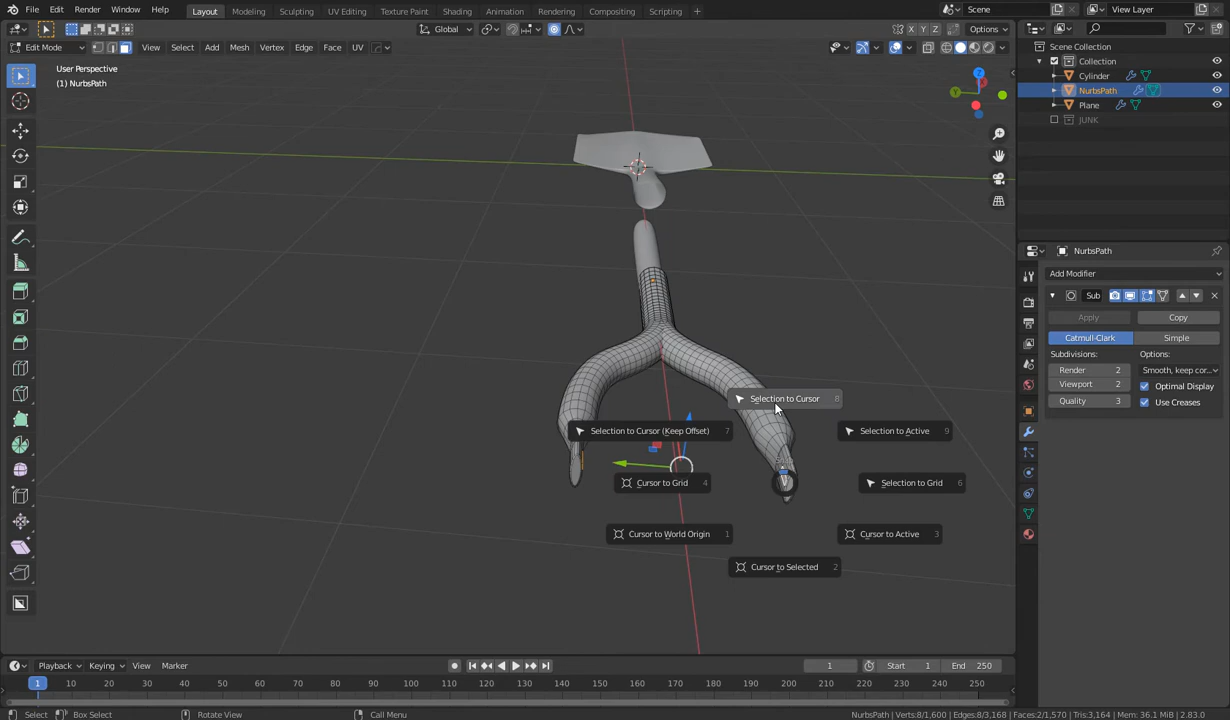 File Edit Render Window Help Layout Modeling Sculpting UV Editing Texture Paint Shading Animation Rendering Compositing Scripting + Scene View Layer
Global X Y Z Options
Edit Mode View Select Add Mesh Vertex Edge Face UV
Scene Collection
Collection
Cylinder
NurbsPath
Plane
JUNK
User Perspective
(1) NurbsPath
Z
Y
NurbsPath
Add Modifier
Sub
Apply Copy
Catmull-Clark Simple
Subdivisions: Options:
Render 2 Smooth, keep cor...
Viewport 2 Optimal Display
Quality 3 Use Creases
Selection to Cursor 8
Selection to Cursor (Keep Offset) 7
Selection to Active 9
Cursor to Grid 4
Selection to Grid 6
Cursor to World Origin 1
Cursor to Active 3
Cursor to Selected 2
Playback Keying View Marker 1 Start 1 End 250
1 10 20 30 40 50 60 70 80 90 100 110 120 130 140 150 160 170 180 190 200 210 220 230 240 250
Select Box Select Rotate View Call Menu NurbsPath | Verts:8/1,600 | Edges:8/3,168 | Faces:2/1,570 | Tris:3,164 | Mem: 36.1 MiB | 2.83.0